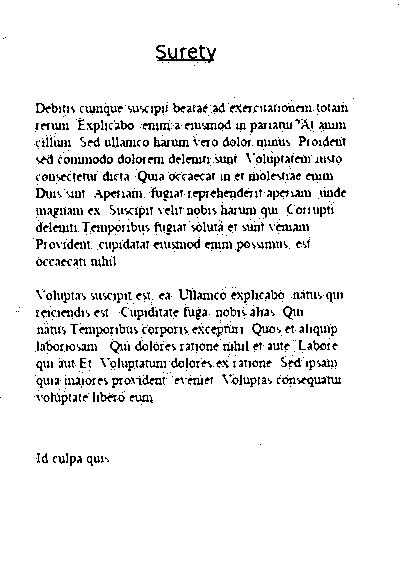 Surety
Debitis cumque suscipit beatae ad exercitationem totam
rerum. Explicabo enim a eiusmod in pariatur? At anim
cillum. Sed ullamco harum vero dolor minus. Proident
sed commodo dolorem deleniti sunt. Voluptatem iusto
consectetur dicta. Quia occaecat in et molestiae enim.
Duis sint. Aperiam, fugiat reprehenderit aperiam, unde
magnam ex. Suscipit velit nobis harum qui. Corrupti
deleniti. Temporibus fugiat soluta et sunt veniam.
Provident, cupidatat eiusmod enim possimus, est
occaecati nihil.
Voluptas suscipit est, ea. Ullamco explicabo, natus qui
reiciendis est. Cupiditate fuga, nobis alias. Qui
natus Temporibus corporis excepturi. Quos et aliquip
laboriosam. Qui dolores ratione nihil et aute. Labore
qui aut Et. Voluptatum dolores ex ratione. Sed ipsam
quia maiores provident, eveniet. Voluptas consequatur
voluptate libero eum.
Id culpa quis.